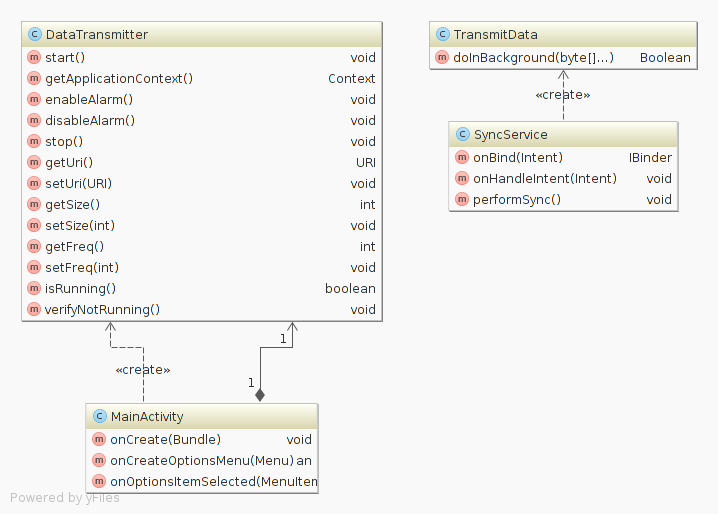 C DataTransmitter
m start() void
m getApplicationContext() Context
m enableAlarm() void
m disableAlarm() void
m stop() void
m getUri() URI
m setUri(URI) void
m getSize() int
m setSize(int) void
m getFreq() int
m setFreq(int) void
m isRunning() boolean
m verifyNotRunning() void
C TransmitData
m doInBackground(byte[]...) Boolean
«create»
C SyncService
m onBind(Intent) IBinder
m onHandleIntent(Intent) void
m performSync() void
1
«create»
1
C MainActivity
m onCreate(Bundle) void
m onCreateOptionsMenu(Menu) an
m onOptionsItemSelected(MenuItem
Powered by yFiles